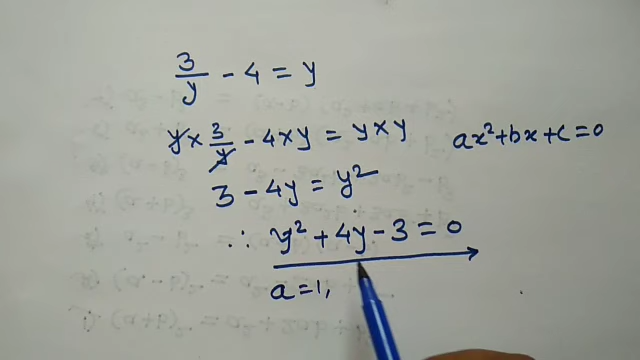 3/y - 4 = y
y × 3/y - 4 × y = y × y
ax² + bx + c = 0
3 - 4y = y²
∴ y² + 4y - 3 = 0
a = 1,